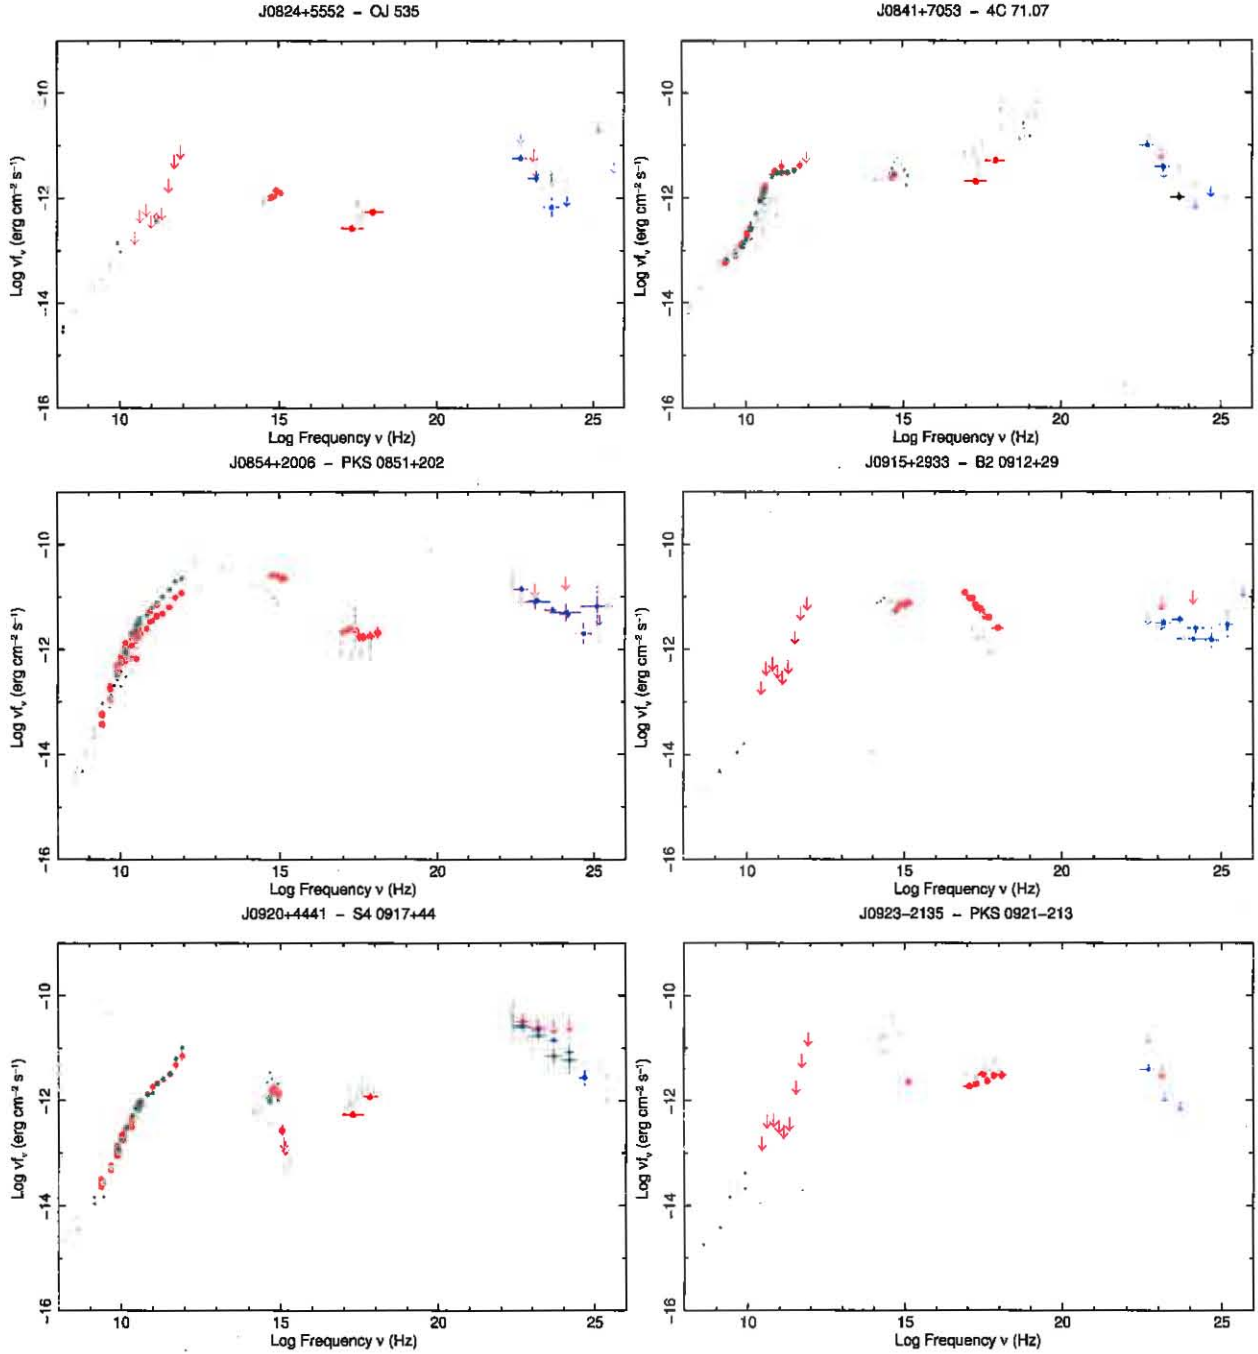 J0824+5552 − OJ 535
−10
−12
−14
−16
Log νfν (erg cm−2 s−1)
10 15 20 25
Log Frequency ν (Hz)
J0841+7053 − 4C 71.07
−10
−12
−14
−16
Log νfν (erg cm−2 s−1)
10 15 20 25
Log Frequency ν (Hz)
J0854+2006 − PKS 0851+202
−10
−12
−14
−16
Log νfν (erg cm−2 s−1)
10 15 20 25
Log Frequency ν (Hz)
J0915+2933 − B2 0912+29
−10
−12
−14
−16
Log νfν (erg cm−2 s−1)
10 15 20 25
Log Frequency ν (Hz)
J0920+4441 − S4 0917+44
−10
−12
−14
−16
Log νfν (erg cm−2 s−1)
10 15 20 25
Log Frequency ν (Hz)
J0923−2135 − PKS 0921−213
−10
−12
−14
−16
Log νfν (erg cm−2 s−1)
10 15 20 25
Log Frequency ν (Hz)